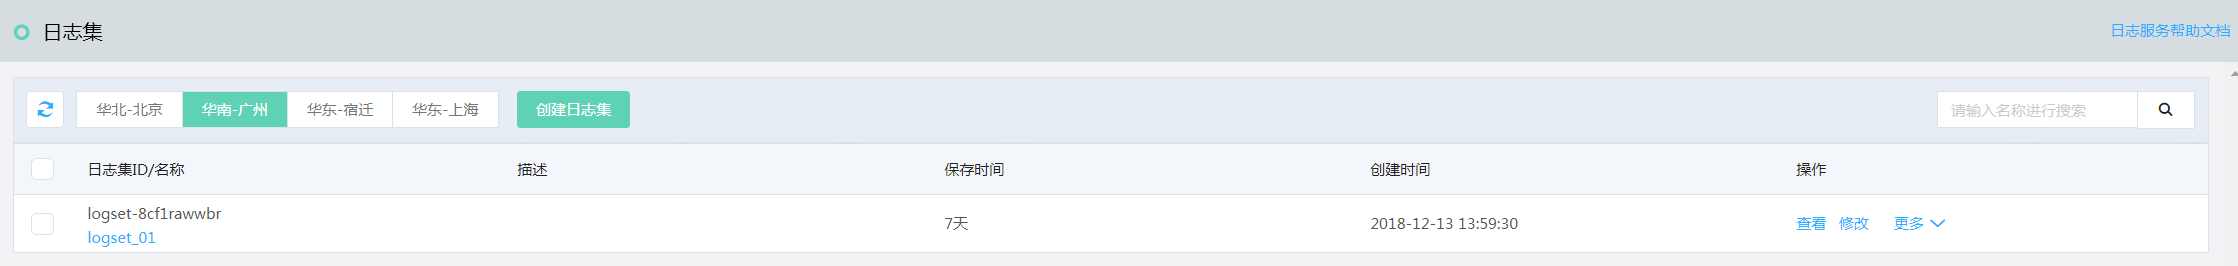 日志集
日志服务帮助文档
华北-北京 华南-广州 华东-宿迁 华东-上海 创建日志集 请输入名称进行搜索
日志集ID/名称 描述 保存时间 创建时间 操作
logset-8cf1rawwbr
logset_01
7天 2018-12-13 13:59:30 查看 修改 更多